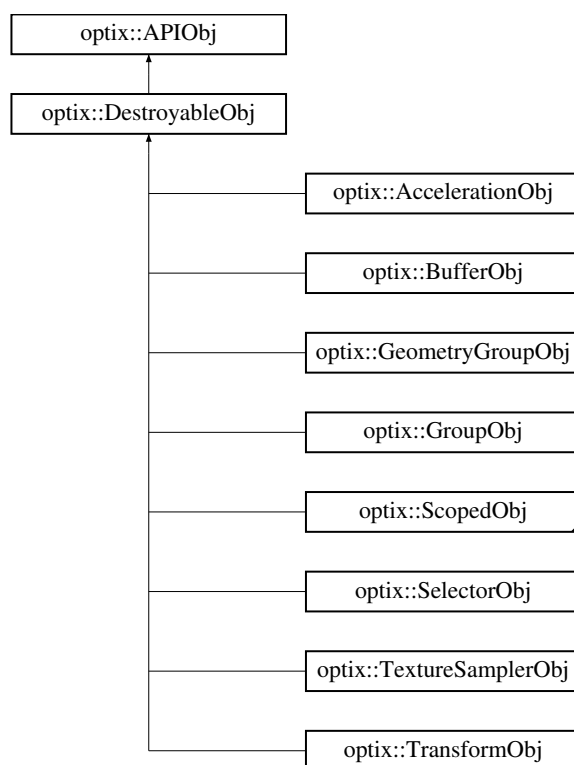 optix::APIObj
optix::DestroyableObj
optix::AccelerationObj
optix::BufferObj
optix::GeometryGroupObj
optix::GroupObj
optix::ScopedObj
optix::SelectorObj
optix::TextureSamplerObj
optix::TransformObj